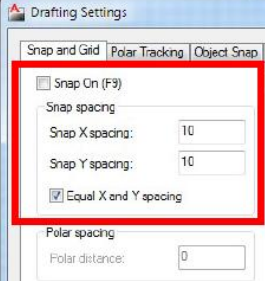 Drafting Settings
Snap and Grid Polar Tracking Object Snap
Snap On (F9)
Snap spacing
Snap X spacing: 10
Snap Y spacing: 10
Equal X and Y spacing
Polar spacing
Polar distance: 0